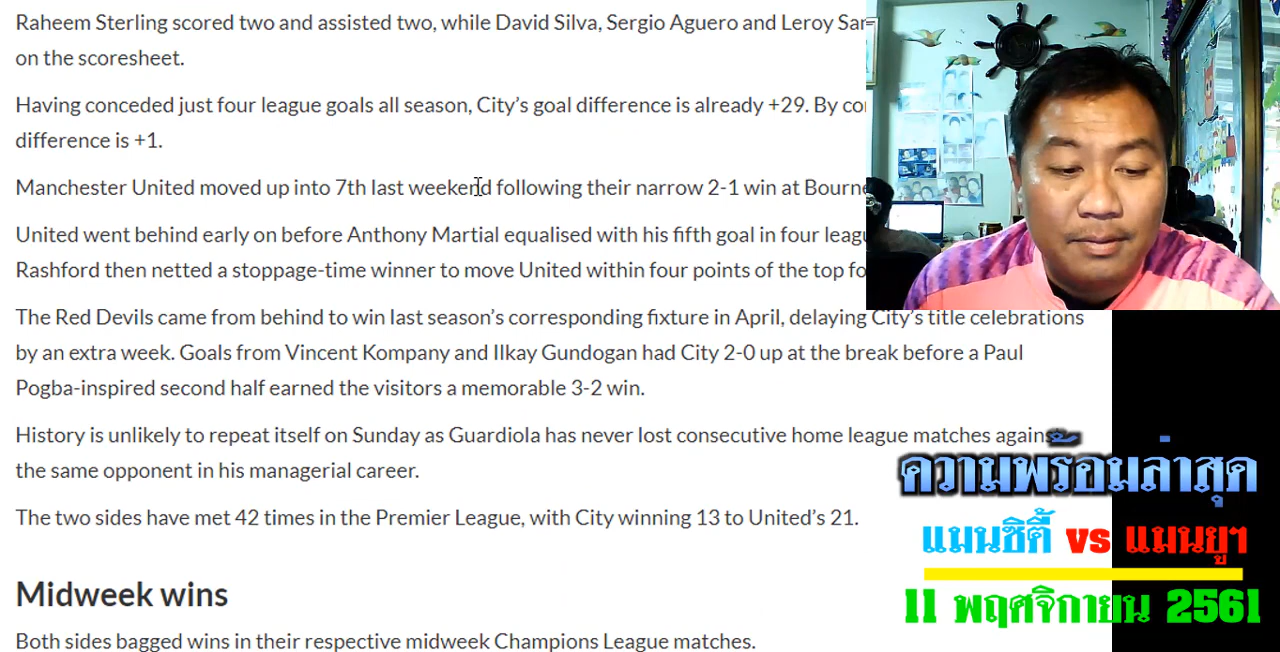 Raheem Sterling scored two and assisted two, while David Silva, Sergio Aguero and Leroy
on the scoresheet.
Having conceded just four league goals all season, City’s goal difference is already +29. By
difference is +1.
Manchester United moved up into 7th last weekend following their narrow 2-1 win at
United went behind early on before Anthony Martial equalised with his fifth goal in four
Rashford then netted a stoppage-time winner to move United within four points of the top
The Red Devils came from behind to win last season’s corresponding fixture in April, delaying City’s title celebrations
by an extra week. Goals from Vincent Kompany and Ilkay Gundogan had City 2-0 up at the break before a Paul
Pogba-inspired second half earned the visitors a memorable 3-2 win.
History is unlikely to repeat itself on Sunday as Guardiola has never lost consecutive home league matches
the same opponent in his managerial career.
The two sides have met 42 times in the Premier League, with City winning 13 to United’s 21.
Midweek wins
Both sides bagged wins in their respective midweek Champions League matches.
ความพร้อมล่าสุด
แมนซิตี้ vs แมนยูฯ
11 พฤศจิกายน 2561